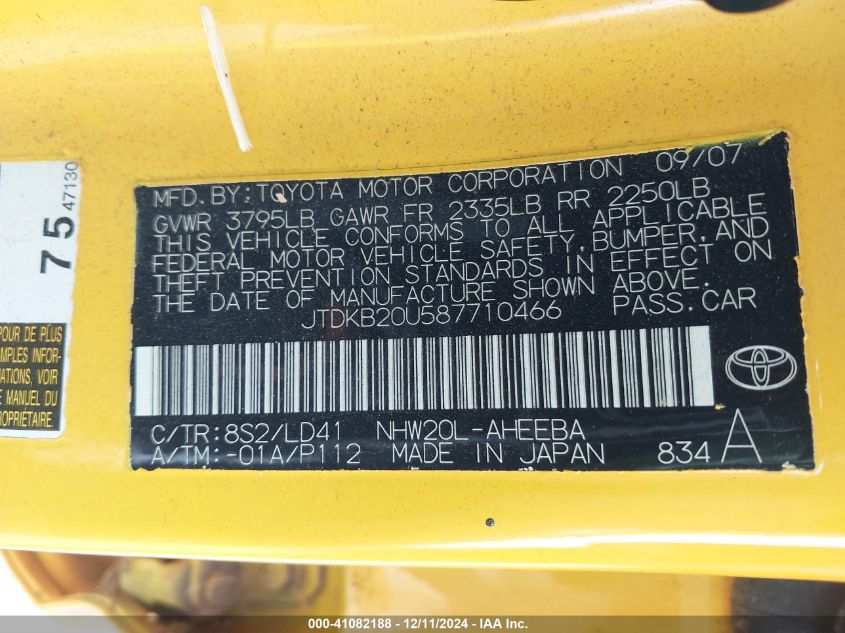 MFD. BY: TOYOTA MOTOR CORPORATION 09/07
GVWR 3795LB GAWR FR 2335LB RR 2250LB
THIS VEHICLE CONFORMS TO ALL APPLICABLE
FEDERAL MOTOR VEHICLE SAFETY, BUMPER, AND
THEFT PREVENTION STANDARDS IN EFFECT ON
THE DATE OF MANUFACTURE SHOWN ABOVE.
JTDKB20U587710466 PASS. CAR
C/TR: 8S2/LD41 NHW20L-AHEEBA
A/TM: -01A/P112 MADE IN JAPAN 834 A
75 47130
POUR DE PLUS
MPLES INFOR-
MATIONS, VEUI
E MANUEL DU
PROPRIÉTAIRE.
000-41082188 - 12/11/2024 - IAA Inc.